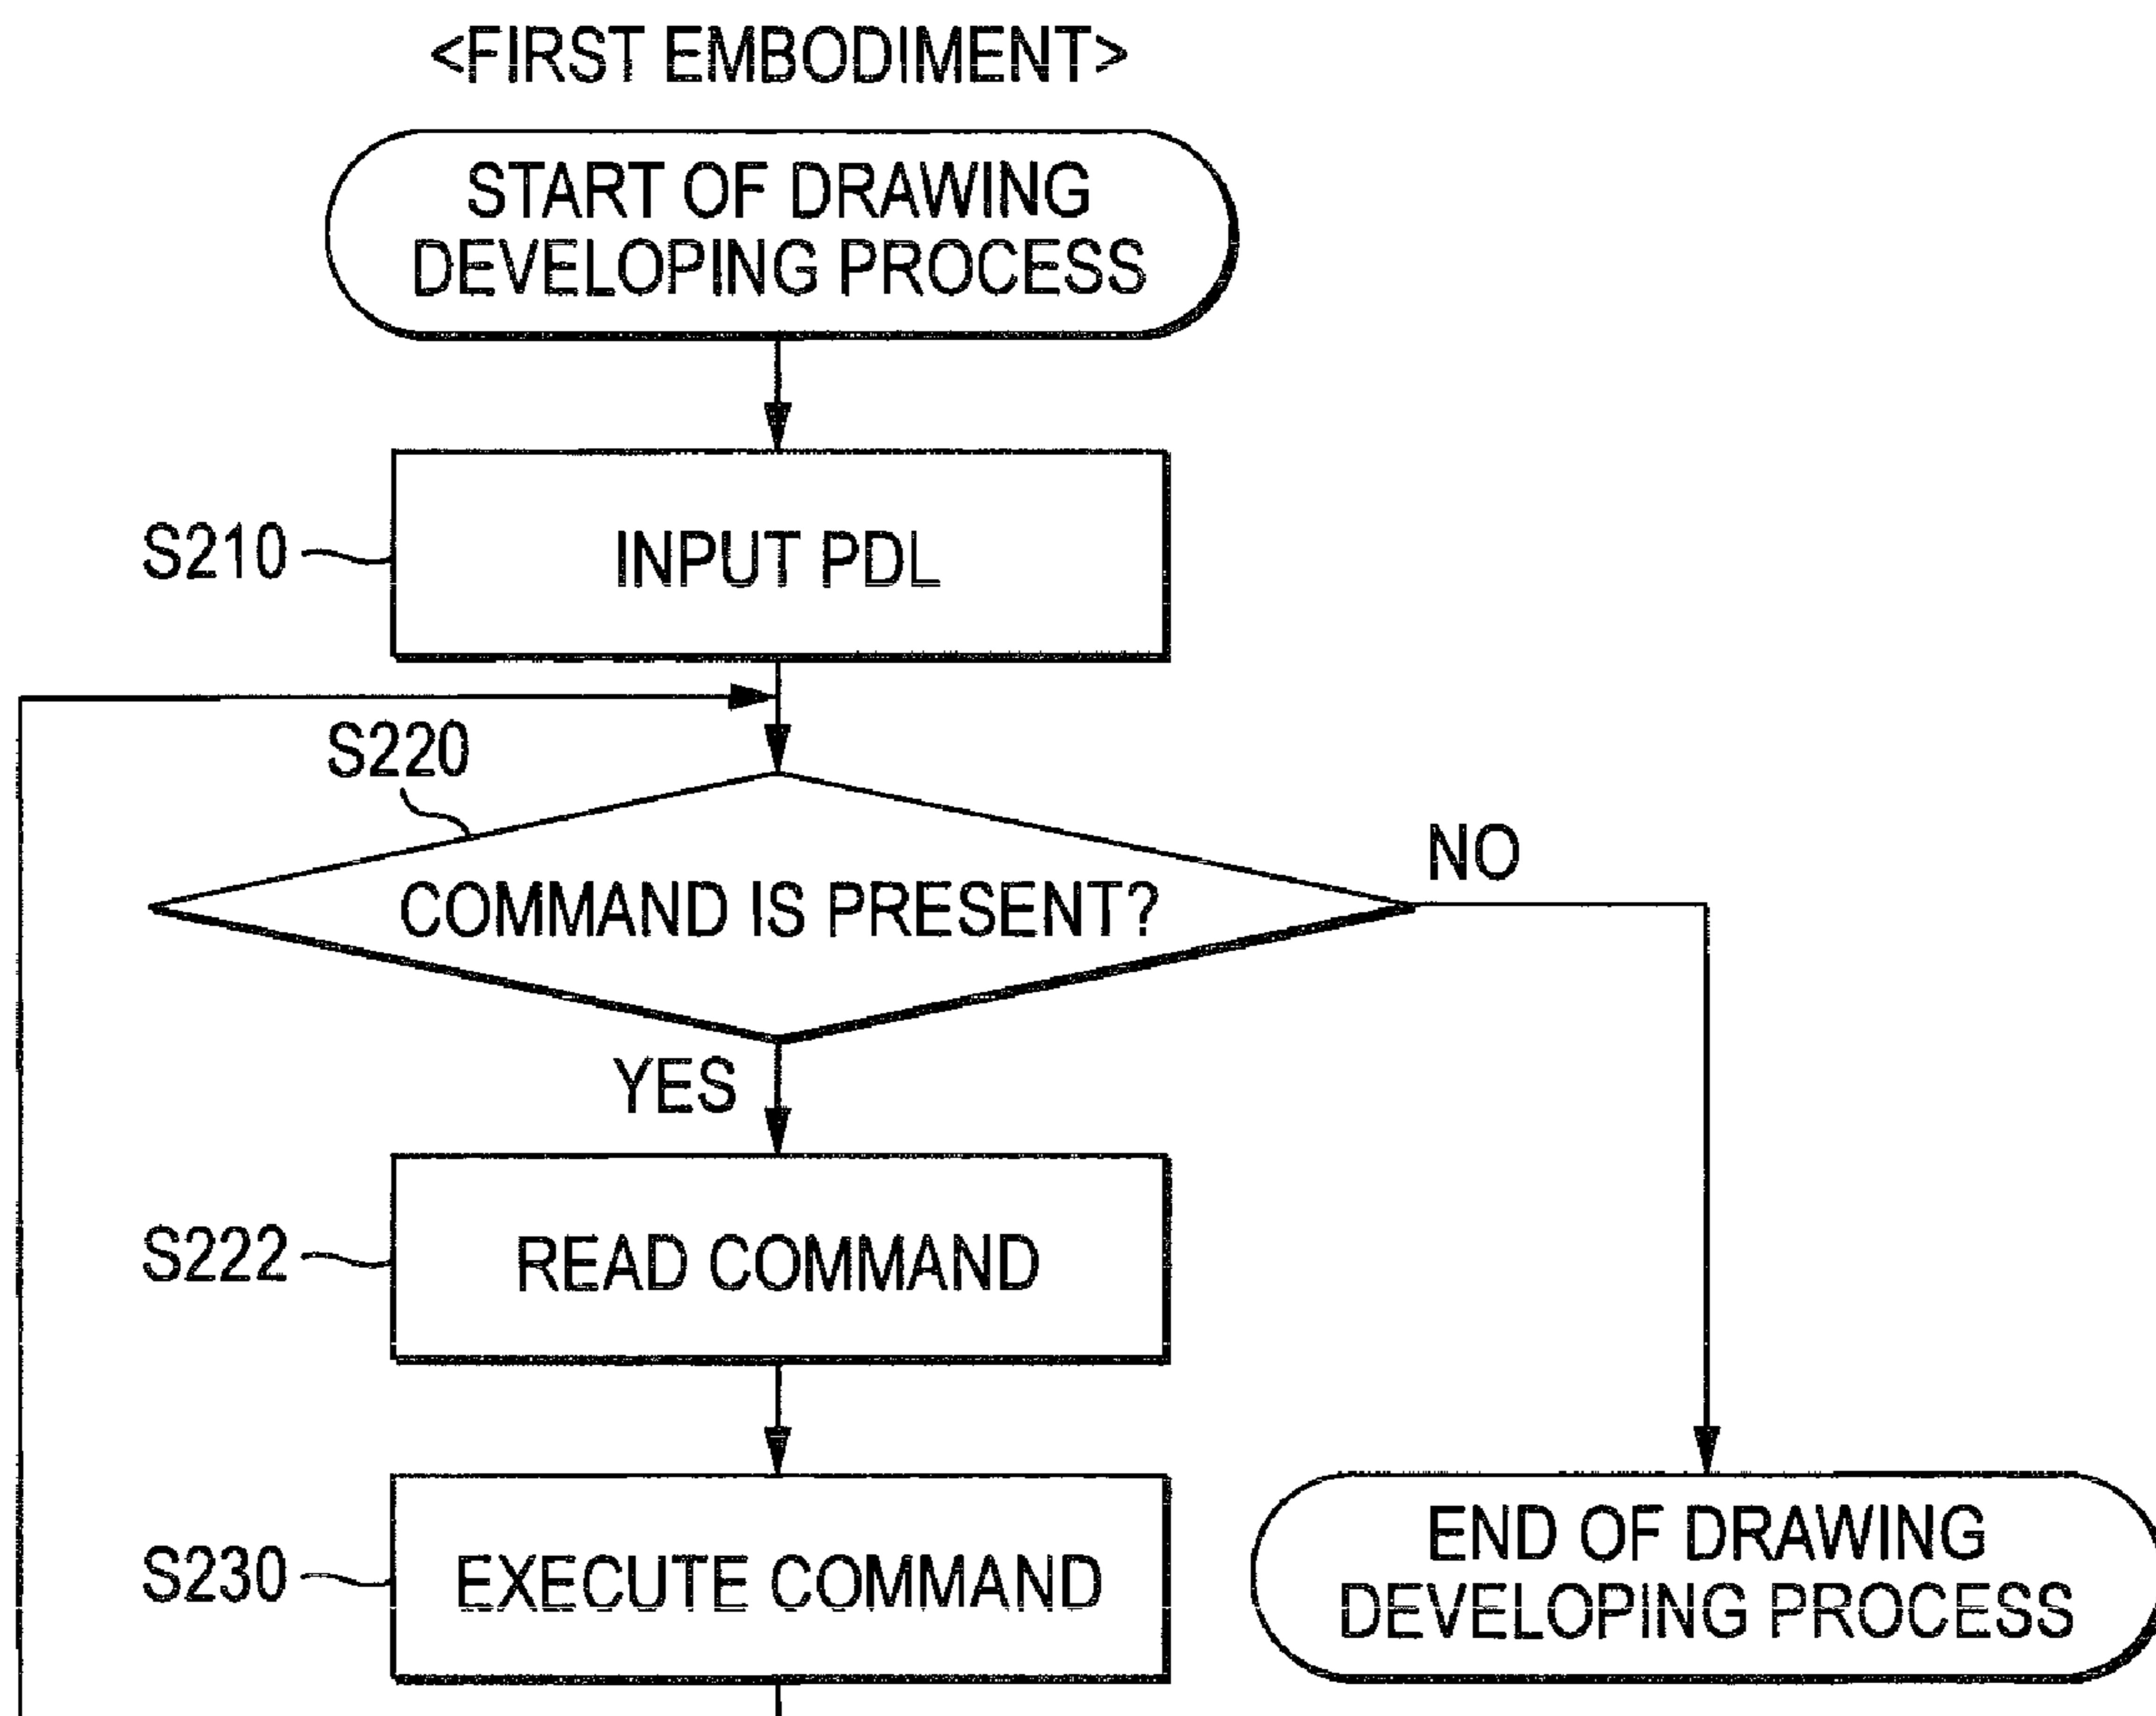 <FIRST EMBODIMENT>
START OF DRAWING
DEVELOPING PROCESS
S210
INPUT PDL
S220
COMMAND IS PRESENT?
NO
YES
S222
READ COMMAND
S230
EXECUTE COMMAND
END OF DRAWING
DEVELOPING PROCESS